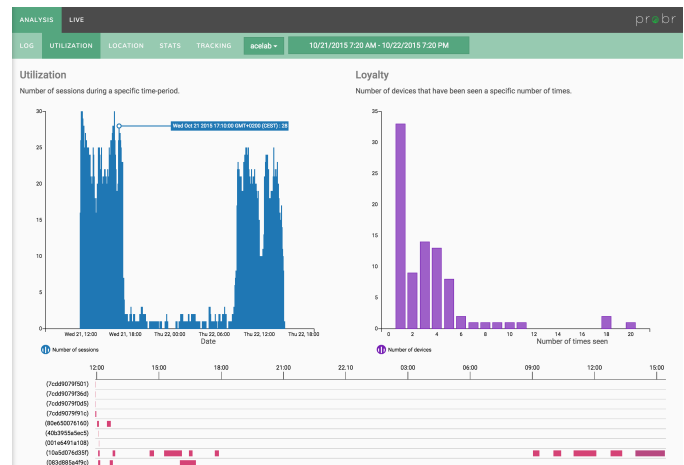 ANALYSIS LIVE
probr
LOG UTILIZATION LOCATION STATS TRACKING acelab 10/21/2015 7:20 AM - 10/22/2015 7:20 PM
Utilization
Number of sessions during a specific time-period.
30
25
20
15
10
5
0
Wed Oct 21 2015 17:10:00 GMT+0200 (CEST) : 28
Wed 21, 12:00 Wed 21, 18:00 Thu 22, 00:00 Thu 22, 06:00 Thu 22, 12:00 Thu 22, 18:00
Date
Number of sessions
Loyalty
Number of devices that have been seen a specific number of times.
35
30
25
20
15
10
5
0
0 2 4 6 8 10 12 14 16 18 20
Number of times seen
Number of devices
12:00 15:00 18:00 21:00 22.10 03:00 06:00 09:00 12:00 15:00
(7cdd9079f501)
(7cdd9079f36d)
(7cdd9079f0d5)
(7cdd9079f91c)
(80e650076160)
(40b3955a5ec5)
(001e6491a108)
(10a5d076d35f)
(083d885a4f9c)